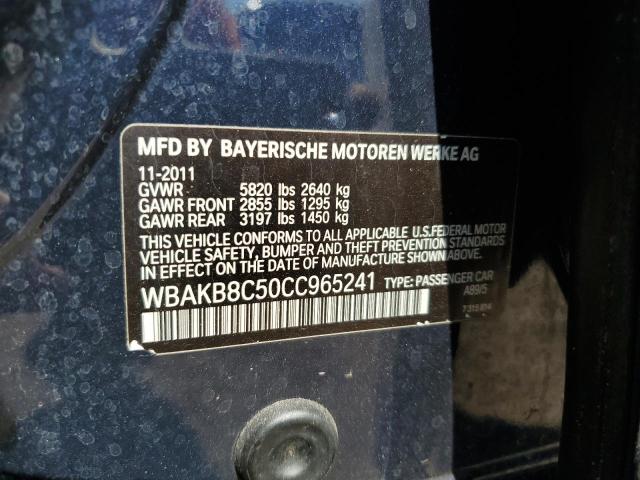 MFD BY BAYERISCHE MOTOREN WERKE AG
11-2011
GVWR 5820 lbs 2640 kg
GAWR FRONT 2855 lbs 1295 kg
GAWR REAR 3197 lbs 1450 kg
THIS VEHICLE CONFORMS TO ALL APPLICABLE U.S.FEDERAL MOTOR
VEHICLE SAFETY, BUMPER AND THEFT PREVENTION STANDARDS
IN EFFECT ON THE DATE OF MANUFACTURE SHOWN ABOVE.
WBAKB8C50CC965241 TYPE: PASSENGER CAR
A89/5